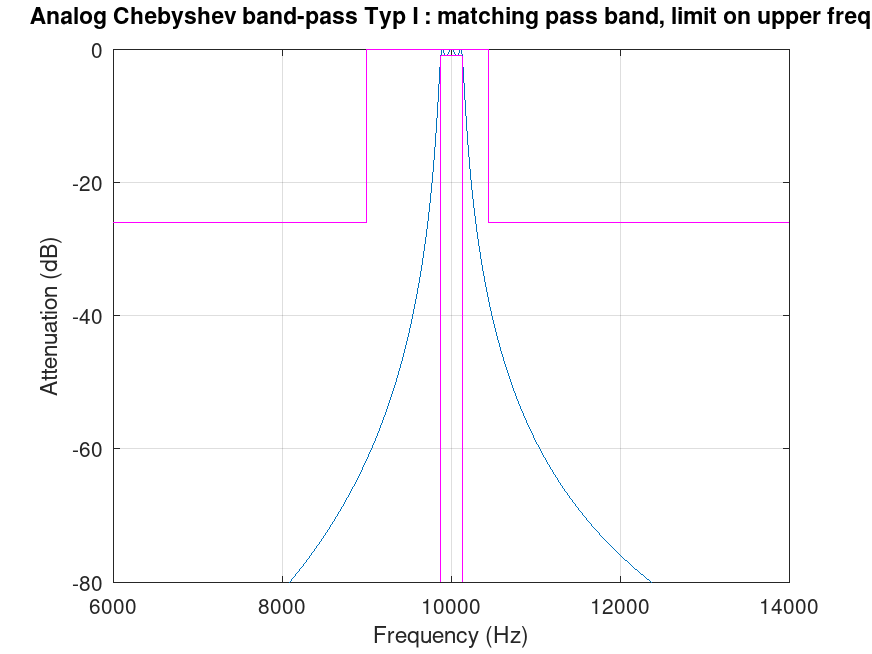 Analog Chebyshev band-pass Typ I : matching pass band, limit on upper freq
0
-20
-40
-60
-80
Attenuation (dB)
6000 8000 10000 12000 14000
Frequency (Hz)